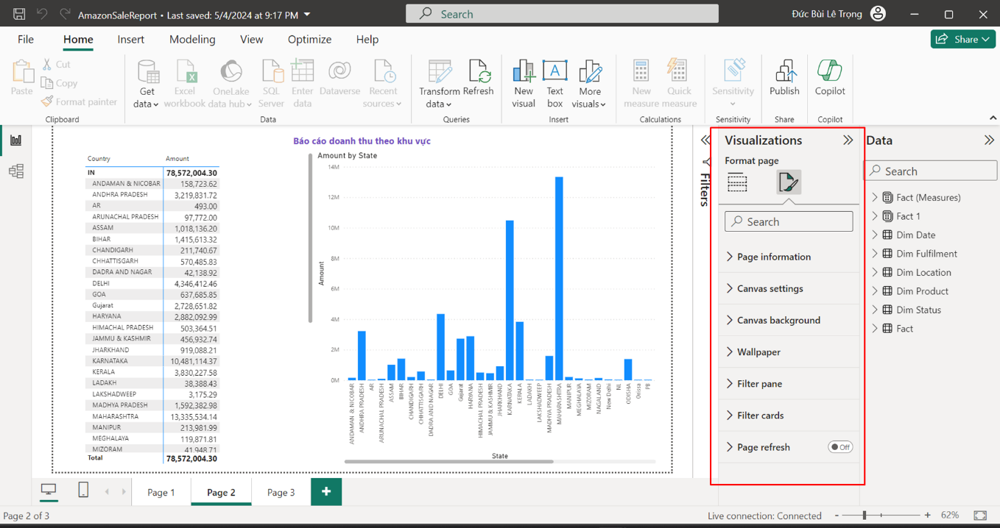 AmazonSaleReport • Last saved: 5/4/2024 at 9:17 PM
Search
Đức Bùi Lê Trọng
File Home Insert Modeling View Optimize Help
Share
Paste
Cut
Copy
Format painter
Clipboard
Get data
Excel workbook
OneLake data hub
SQL Server
Enter data
Dataverse
Recent sources
Data
Transform data
Refresh
Queries
New visual
Text box
More visuals
Insert
New measure
Quick measure
Calculations
Sensitivity
Sensitivity
Publish
Share
Copilot
Copilot
Báo cáo doanh thu theo khu vực
Country Amount
IN 78,572,004.30
ANDAMAN & NICOBAR 158,723.62
ANDHRA PRADESH 3,219,831.72
AR 493.00
ARUNACHAL PRADESH 97,772.00
ASSAM 1,018,136.20
BIHAR 1,415,613.32
CHANDIGARH 211,740.67
CHHATTISGARH 570,485.83
DADRA AND NAGAR 42,138.92
DELHI 4,346,412.46
GOA 637,685.85
Gujarat 2,728,651.82
HARYANA 2,882,092.99
HIMACHAL PRADESH 503,364.51
JAMMU & KASHMIR 456,932.74
JHARKHAND 919,088.21
KARNATAKA 10,481,114.37
KERALA 3,830,227.58
LADAKH 38,388.43
LAKSHADWEEP 3,175.29
MADHYA PRADESH 1,592,382.98
MAHARASHTRA 13,335,534.14
MANIPUR 213,981.99
MEGHALAYA 119,871.81
MIZORAM 41,948.71
Total 78,572,004.30
Amount by State
14M
12M
10M
8M
6M
4M
2M
0M
Amount
ANDAMAN & NICOBAR
ANDHRA PRADESH
AR
ARUNACHAL PRADESH
ASSAM
BIHAR
CHANDIGARH
CHHATTISGARH
DADRA AND NAGAR
DELHI
GOA
Gujarat
HARYANA
HIMACHAL PRADESH
JAMMU & KASHMIR
JHARKHAND
KARNATAKA
KERALA
LADAKH
LAKSHADWEEP
MADHYA PRADESH
MAHARASHTRA
MANIPUR
MEGHALAYA
MIZORAM
NAGALAND
New Delhi
NL
ODISHA
Orissa
PB
State
Filters
Visualizations
Format page
Search
Page information
Canvas settings
Canvas background
Wallpaper
Filter pane
Filter cards
Page refresh Off
Data
Search
Fact (Measures)
Fact 1
Dim Date
Dim Fulfilment
Dim Location
Dim Product
Dim Status
Fact
Page 1 Page 2 Page 3 +
Page 2 of 3
Live connection: Connected
- + 62%